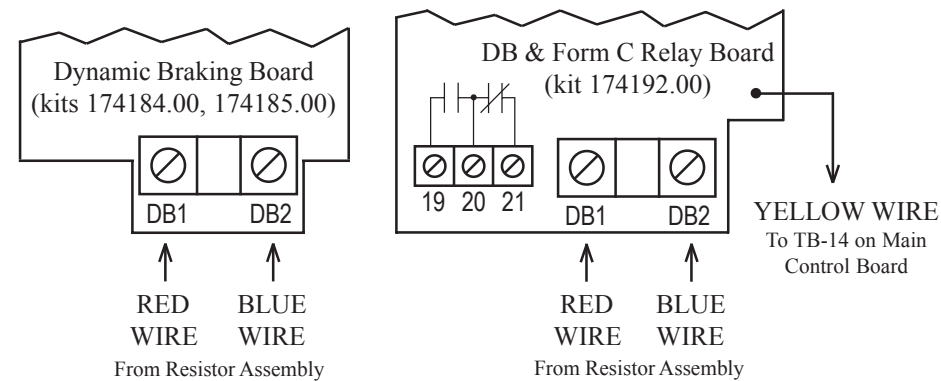 Dynamic Braking Board
(kits 174184.00, 174185.00)
DB1
DB2
RED
WIRE
BLUE
WIRE
From Resistor Assembly
DB & Form C Relay Board
(kit 174192.00)
19
20
21
DB1
DB2
RED
WIRE
BLUE
WIRE
From Resistor Assembly
YELLOW WIRE
To TB-14 on Main
Control Board